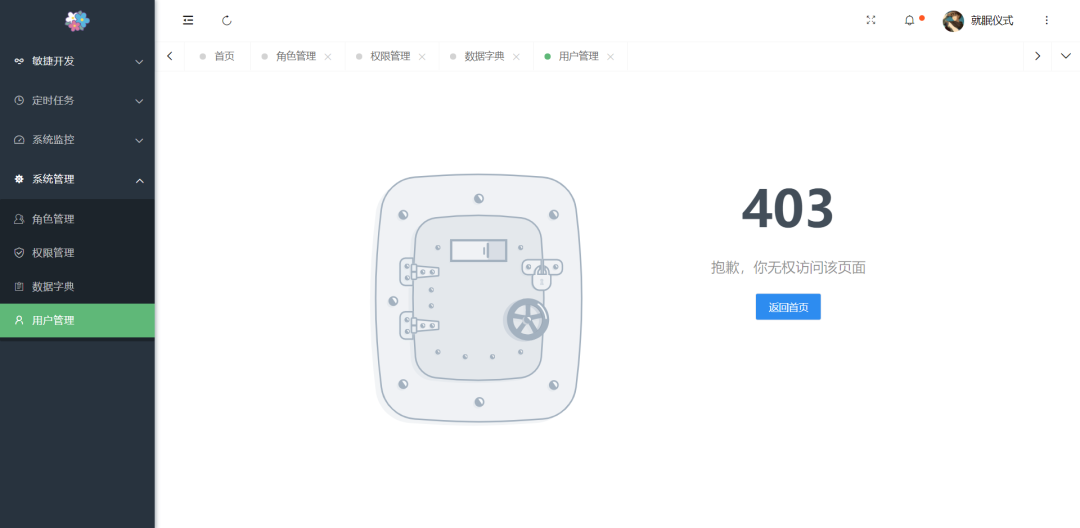 就眠仪式
首页
角色管理
权限管理
数据字典
用户管理
敏捷开发
定时任务
系统监控
系统管理
角色管理
权限管理
数据字典
用户管理
403
抱歉，你无权访问该页面
返回首页